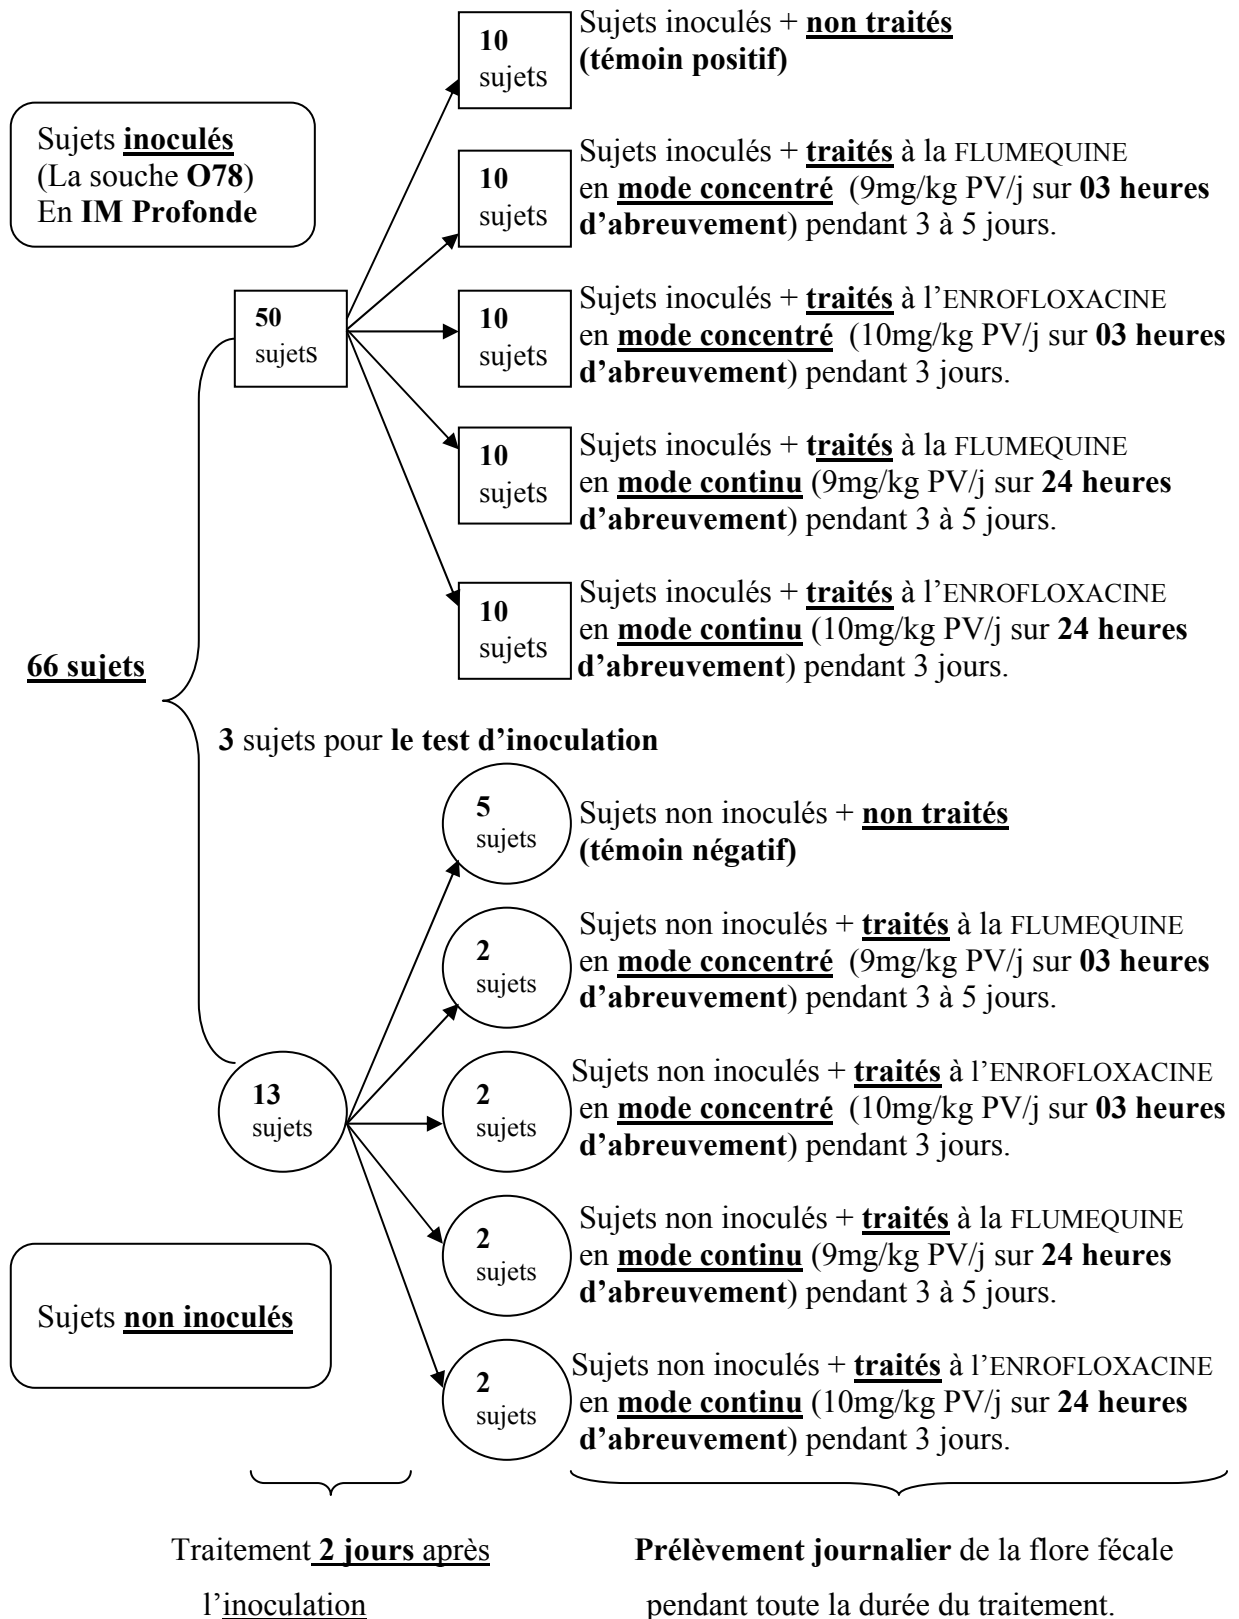 10
sujets
Sujets inoculés + non traités
(témoin positif)
Sujets inoculés
(La souche O78)
En IM Profonde
10
sujets
Sujets inoculés + traités à la FLUMEQUINE
en mode concentré (9mg/kg PV/j sur 03 heures
d’abreuvement) pendant 3 à 5 jours.
50
sujets
10
sujets
Sujets inoculés + traités à l’ENROFLOXACINE
en mode concentré (10mg/kg PV/j sur 03 heures
d’abreuvement) pendant 3 jours.
10
sujets
Sujets inoculés + traités à la FLUMEQUINE
en mode continu (9mg/kg PV/j sur 24 heures
d’abreuvement) pendant 3 à 5 jours.
10
sujets
Sujets inoculés + traités à l’ENROFLOXACINE
en mode continu (10mg/kg PV/j sur 24 heures
d’abreuvement) pendant 3 jours.
66 sujets
3 sujets pour le test d’inoculation
5
sujets
Sujets non inoculés + non traités
(témoin négatif)
2
sujets
Sujets non inoculés + traités à la FLUMEQUINE
en mode concentré (9mg/kg PV/j sur 03 heures
d’abreuvement) pendant 3 à 5 jours.
13
sujets
2
sujets
Sujets non inoculés + traités à l’ENROFLOXACINE
en mode concentré (10mg/kg PV/j sur 03 heures
d’abreuvement) pendant 3 jours.
2
sujets
Sujets non inoculés + traités à la FLUMEQUINE
en mode continu (9mg/kg PV/j sur 24 heures
d’abreuvement) pendant 3 à 5 jours.
Sujets non inoculés
2
sujets
Sujets non inoculés + traités à l’ENROFLOXACINE
en mode continu (10mg/kg PV/j sur 24 heures
d’abreuvement) pendant 3 jours.
Traitement 2 jours après
l’inoculation
Prélèvement journalier de la flore fécale
pendant toute la durée du traitement.